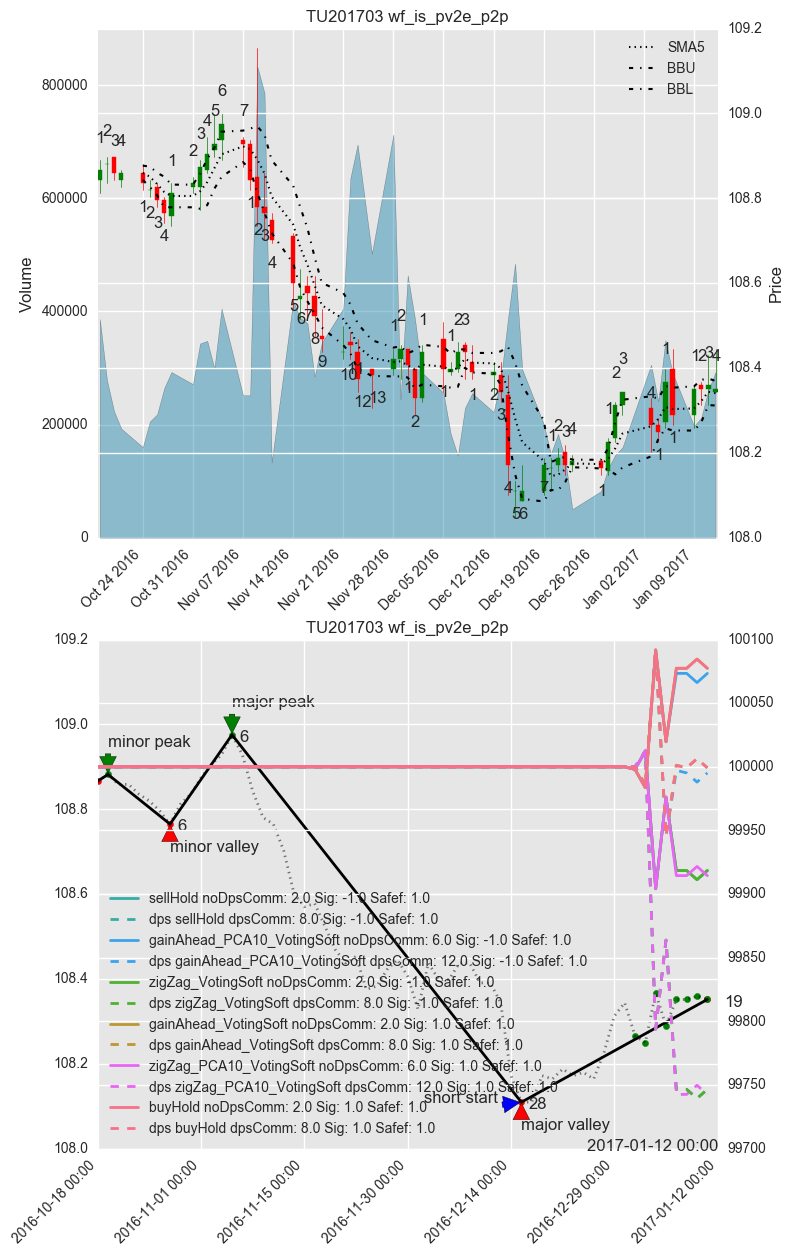 TU201703 wf_is_pv2e_p2p
109.2
800000
SMA5
BBU
BBL
109.0
600000
108.8
Volume
Price
108.6
400000
108.4
200000
108.2
0
108.0
Oct 24 2016
Oct 31 2016
Nov 07 2016
Nov 14 2016
Nov 21 2016
Nov 28 2016
Dec 05 2016
Dec 12 2016
Dec 19 2016
Dec 26 2016
Jan 02 2017
Jan 09 2017
TU201703 wf_is_pv2e_p2p
109.2
100100
major peak
100050
109.0
6
minor peak
100000
108.8
6
99950
minor valley
108.6
99900
sellHold noDpsComm: 2.0 Sig: -1.0 Safef: 1.0
dps sellHold dpsComm: 8.0 Sig: -1.0 Safef: 1.0
gainAhead_PCA10_VotingSoft noDpsComm: 6.0 Sig: -1.0 Safef: 1.0
99850
dps gainAhead_PCA10_VotingSoft dpsComm: 12.0 Sig: -1.0 Safef: 1.0
108.4
zigZag_VotingSoft noDpsComm: 2.0 Sig: -1.0 Safef: 1.0
dps zigZag_VotingSoft dpsComm: 8.0 Sig: -1.0 Safef: 1.0
19
gainAhead_VotingSoft noDpsComm: 2.0 Sig: 1.0 Safef: 1.0
99800
dps gainAhead_VotingSoft dpsComm: 8.0 Sig: 1.0 Safef: 1.0
108.2
zigZag_PCA10_VotingSoft noDpsComm: 6.0 Sig: 1.0 Safef: 1.0
dps zigZag_PCA10_VotingSoft dpsComm: 12.0 Sig: 1.0 Safef: 1.0
99750
short start
28
buyHold noDpsComm: 2.0 Sig: 1.0 Safef: 1.0
dps buyHold dpsComm: 8.0 Sig: 1.0 Safef: 1.0
major valley
2017-01-12 00:00
108.0
99700
2016-10-18 00:00
2016-11-01 00:00
2016-11-15 00:00
2016-11-30 00:00
2016-12-14 00:00
2016-12-29 00:00
2017-01-12 00:00